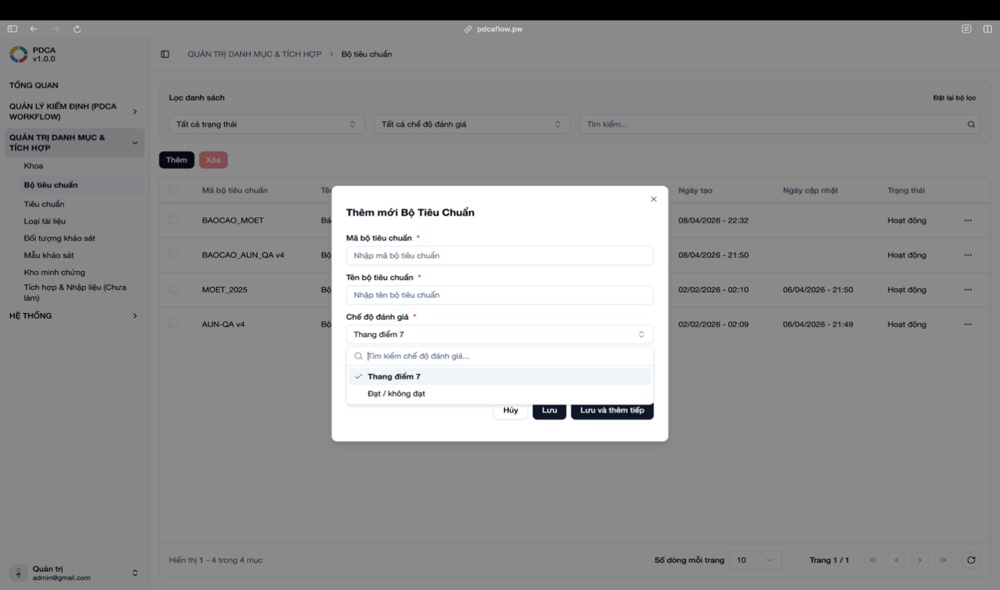 pdcaflow.pw
PDCA
v1.0.0
TỔNG QUAN
QUẢN LÝ KIỂM ĐỊNH (PDCA
WORKFLOW)
QUẢN TRỊ DANH MỤC &
TÍCH HỢP
Khoa
Bộ tiêu chuẩn
Tiêu chuẩn
Loại tài liệu
Đối tượng khảo sát
Mẫu khảo sát
Kho minh chứng
Tích hợp & Nhập liệu (Chưa
làm)
HỆ THỐNG
Quản trị
admin@gmail.com
QUẢN TRỊ DANH MỤC & TÍCH HỢP > Bộ tiêu chuẩn
Lọc danh sách Đặt lại bộ lọc
Tất cả trạng thái Tất cả chế độ đánh giá Tìm kiếm...
Thêm Xóa
Mã bộ tiêu chuẩn Tên Ngày tạo Ngày cập nhật Trạng thái
BAOCAO_MOET Bá 08/04/2026 - 22:32 Hoạt động ...
BAOCAO_AUN_QA v4 Bộ 08/04/2026 - 21:50 Hoạt động ...
MOET_2025 Bộ 02/02/2026 - 02:10 06/04/2026 - 21:50 Hoạt động ...
AUN-QA v4 Bộ 02/02/2026 - 02:09 06/04/2026 - 21:49 Hoạt động ...
Thêm mới Bộ Tiêu Chuẩn
Mã bộ tiêu chuẩn *
Nhập mã bộ tiêu chuẩn
Tên bộ tiêu chuẩn *
Nhập tên bộ tiêu chuẩn
Chế độ đánh giá *
Thang điểm 7
Tìm kiếm chế độ đánh giá...
Thang điểm 7
Đạt / không đạt
Hủy Lưu Lưu và thêm tiếp
Hiển thị 1 - 4 trong 4 mục Số dòng mỗi trang 10 Trang 1 / 1